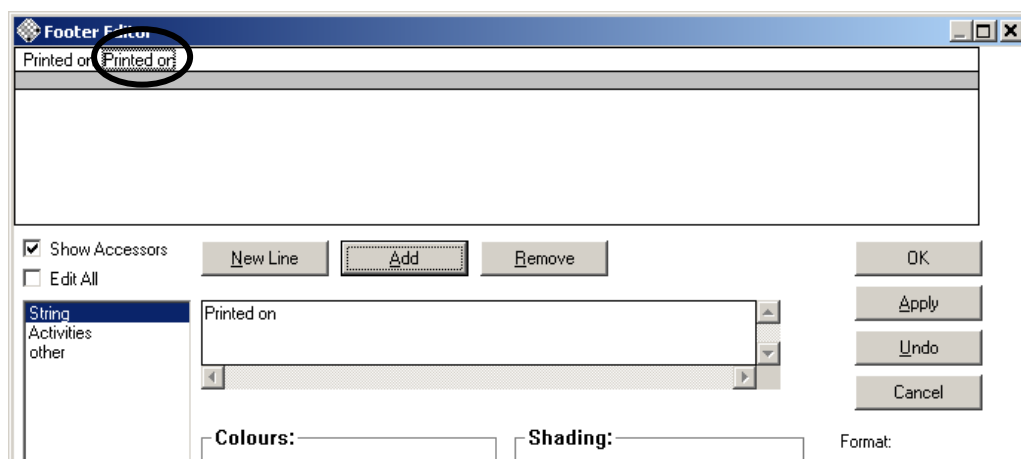 Footer Editor
Printed on Printed on
Show Accessors
New Line Add Remove OK
Edit All
String
Activities
other
Printed on
Apply
Undo
Cancel
Colours: Shading: Format: